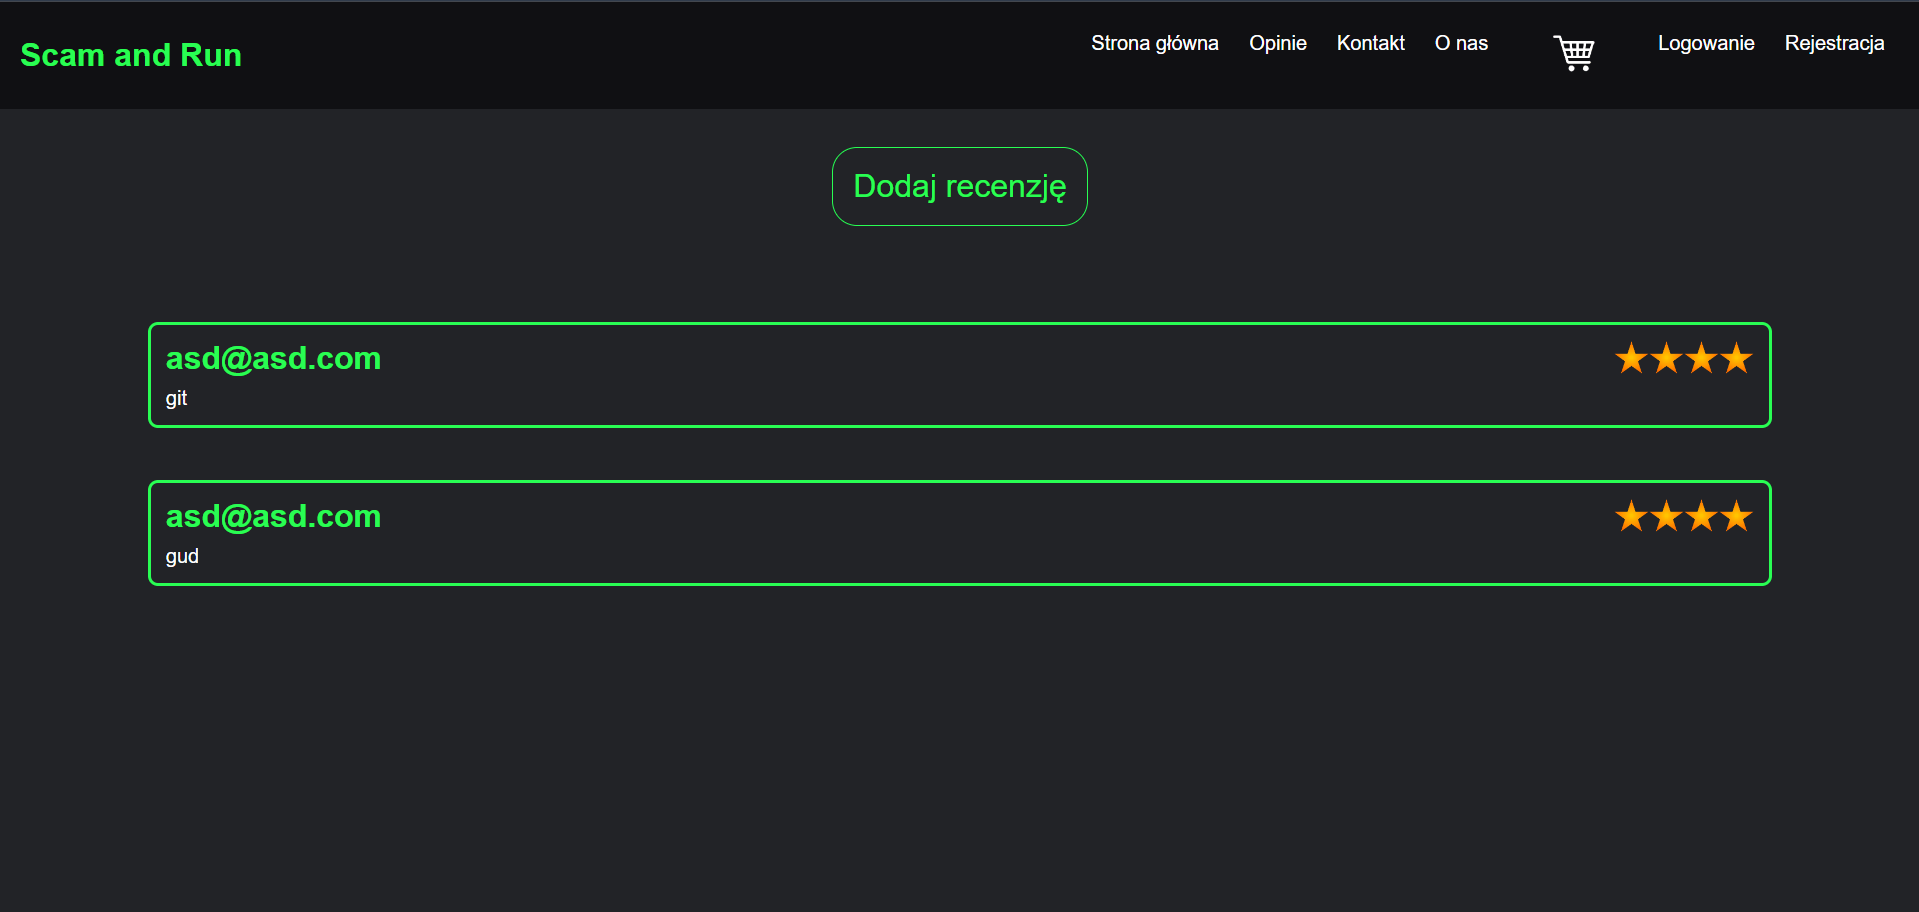 Scam and Run
Strona główna Opinie Kontakt O nas Logowanie Rejestracja
Dodaj recenzję
asd@asd.com
git
asd@asd.com
gud